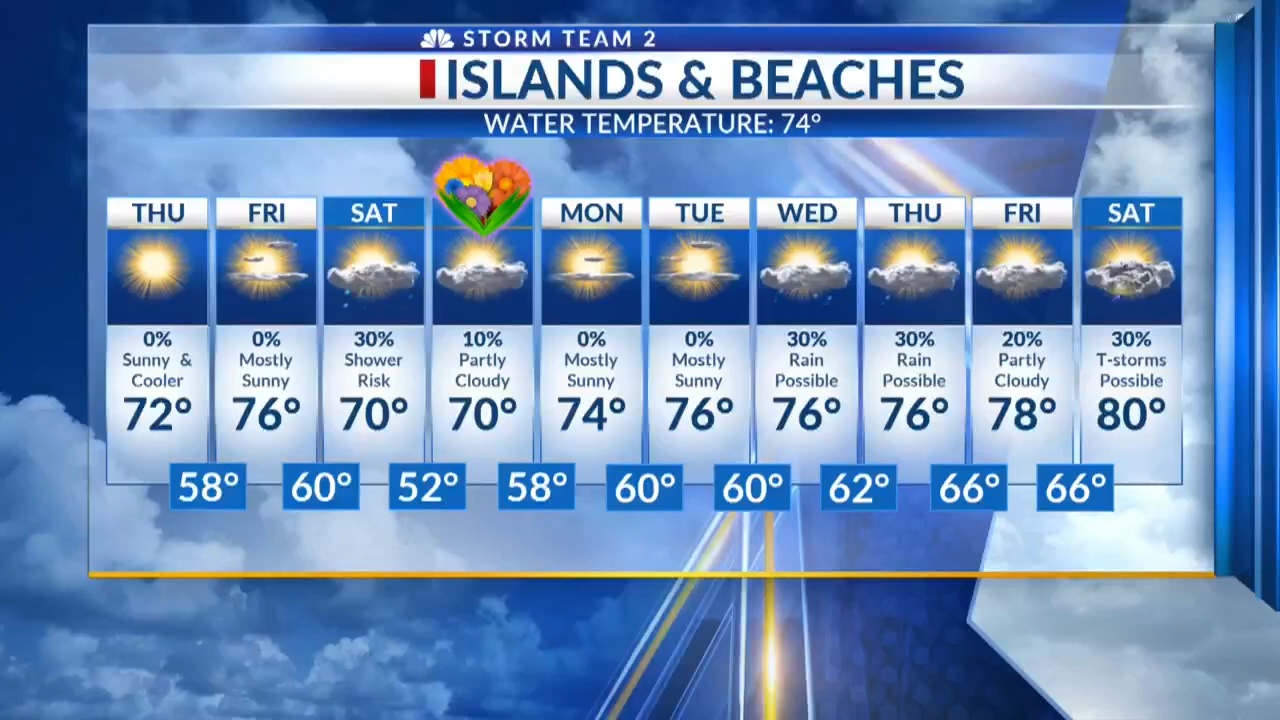 STORM TEAM 2
ISLANDS & BEACHES
WATER TEMPERATURE: 74°
THU FRI SAT MON TUE WED THU FRI SAT
0% 0% 30% 10% 0% 0% 30% 30% 20% 30%
Sunny & Mostly Shower Partly Mostly Mostly Rain Rain Partly T-storms
Cooler Sunny Risk Cloudy Sunny Sunny Possible Possible Cloudy Possible
72° 76° 70° 70° 74° 76° 76° 76° 78° 80°
58° 60° 52° 58° 60° 60° 62° 66° 66°